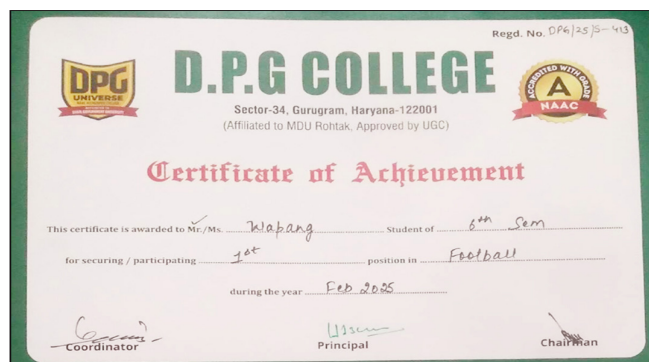 Regd. No. DPG/25/S-413
DPG
UNIVERSE
D.P.G COLLEGE
Sector-34, Gurugram, Haryana-122001
(Affiliated to MDU Rohtak, Approved by UGC)
ACCREDITED WITH GRADE
A
NAAC
Certificate of Achievement
This certificate is awarded to Mr./Ms. Wapang Student of 6th Sem
for securing / participating 1st position in Football
during the year Feb 2025
Coordinator
Principal
Chairman